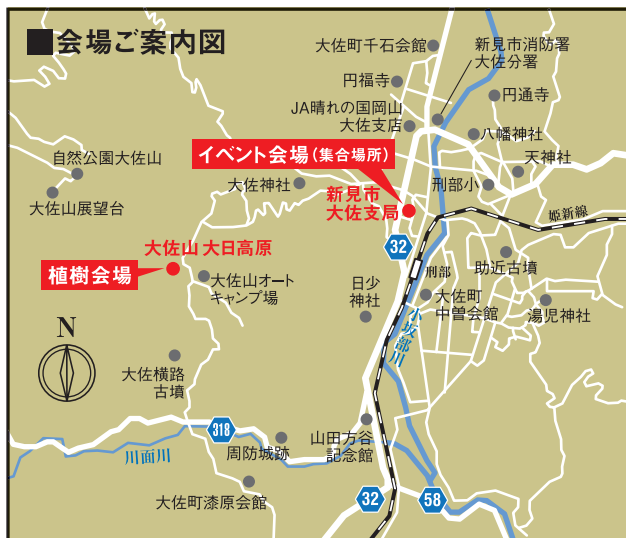 ■会場ご案内図
大佐町千石会館
新見市消防署
大佐分署
円福寺
円通寺
JA晴れの国岡山
大佐支店
八幡神社
イベント会場(集合場所)
天神社
自然公園大佐山
大佐神社
刑部小
大佐山展望台
新見市
大佐支局
姫新線
32
大佐山 大日高原
植樹会場
大佐山オート
キャンプ場
刑部
助近古墳
日少
神社
大佐町
中曽会館
湯児神社
小坂部川
N
大佐横路
古墳
318
川面川
周防城跡
山田方谷
記念館
大佐町漆原会館
32
58